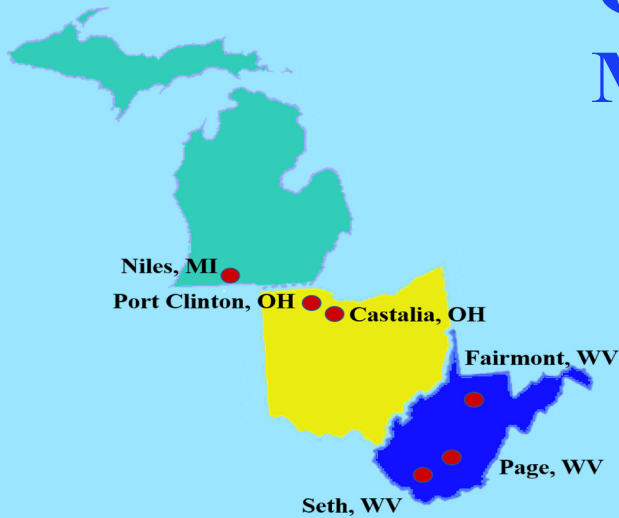 Niles, MI
Port Clinton, OH
Castalia, OH
Fairmont, WV
Page, WV
Seth, WV